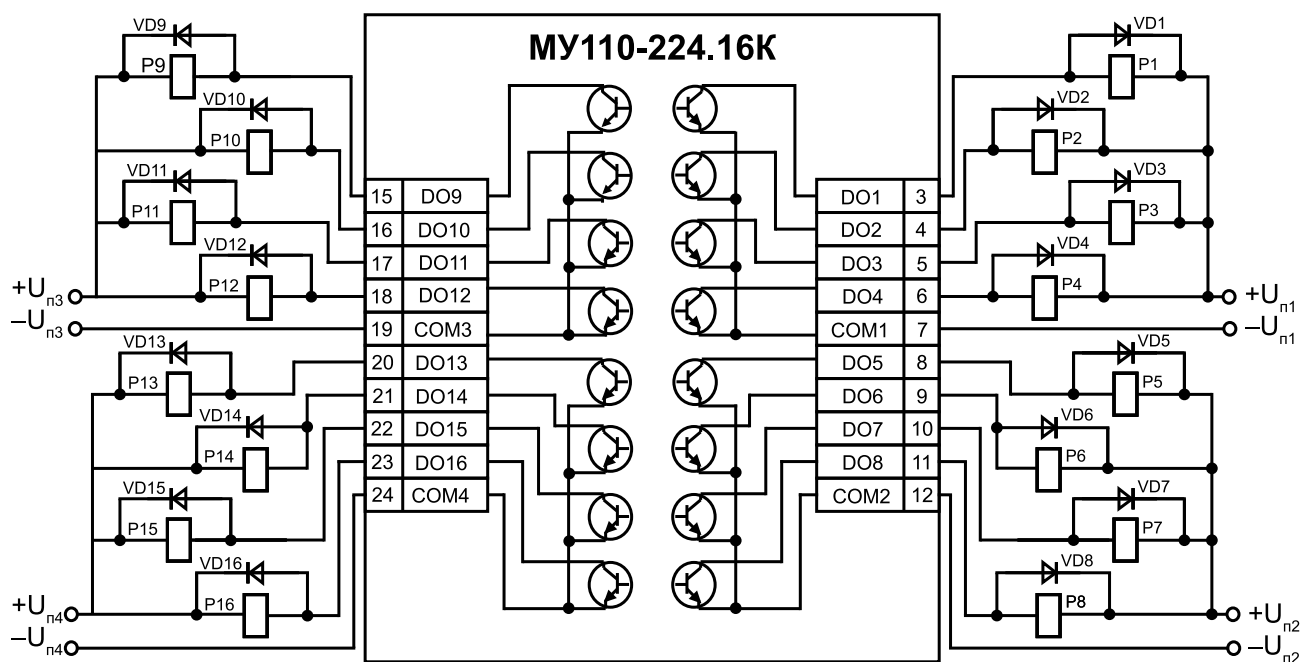 МУ110-224.16К
VD9
P9
VD10
P10
VD11
P11
VD12
P12
+Uп3
–Uп3
VD13
P13
VD14
P14
VD15
P15
VD16
P16
+Uп4
–Uп4
15 DO9
16 DO10
17 DO11
18 DO12
19 COM3
20 DO13
21 DO14
22 DO15
23 DO16
24 COM4
DO1 3
DO2 4
DO3 5
DO4 6
COM1 7
DO5 8
DO6 9
DO7 10
DO8 11
COM2 12
VD1
P1
VD2
P2
VD3
P3
VD4
P4
+Uп1
–Uп1
VD5
P5
VD6
P6
VD7
P7
VD8
P8
+Uп2
–Uп2